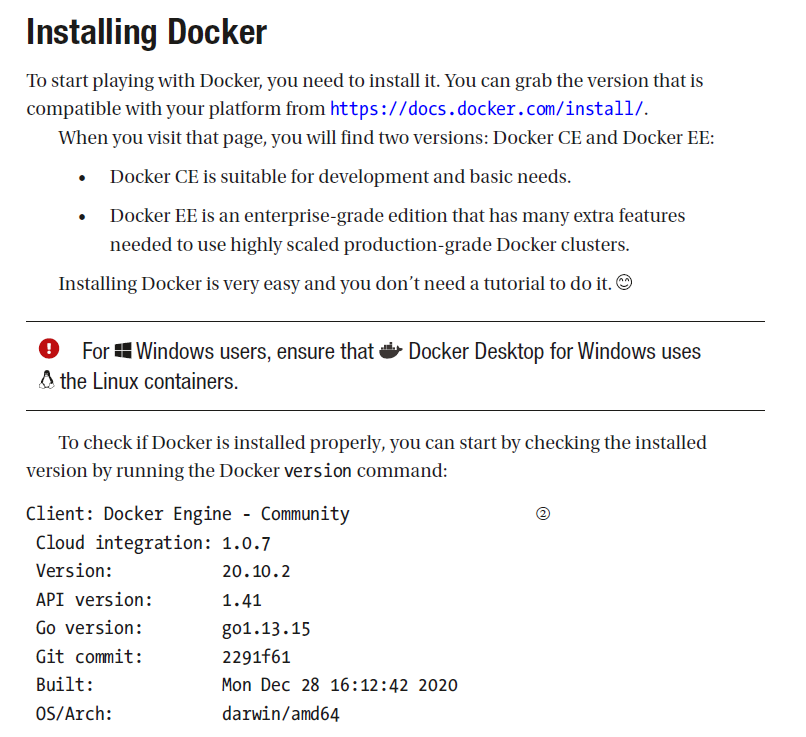 Installing Docker
To start playing with Docker, you need to install it. You can grab the version that is
compatible with your platform from https://docs.docker.com/install/.
When you visit that page, you will find two versions: Docker CE and Docker EE:
• Docker CE is suitable for development and basic needs.
• Docker EE is an enterprise-grade edition that has many extra features
needed to use highly scaled production-grade Docker clusters.
Installing Docker is very easy and you don’t need a tutorial to do it. 😊
For Windows users, ensure that Docker Desktop for Windows uses
the Linux containers.
To check if Docker is installed properly, you can start by checking the installed
version by running the Docker version command:
Client: Docker Engine - Community ②
Cloud integration: 1.0.7
Version: 20.10.2
API version: 1.41
Go version: go1.13.15
Git commit: 2291f61
Built: Mon Dec 28 16:12:42 2020
OS/Arch: darwin/amd64